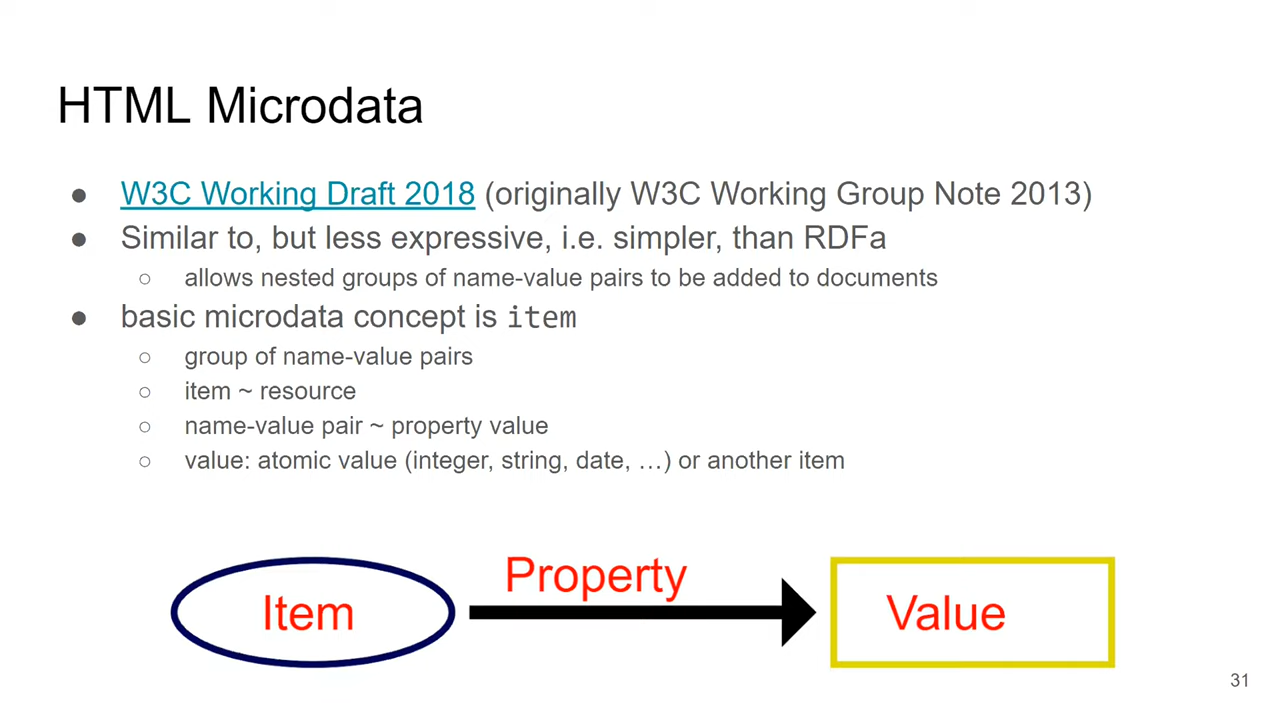 HTML Microdata
● W3C Working Draft 2018 (originally W3C Working Group Note 2013)
● Similar to, but less expressive, i.e. simpler, than RDFa
○ allows nested groups of name-value pairs to be added to documents
● basic microdata concept is item
○ group of name-value pairs
○ item ~ resource
○ name-value pair ~ property value
○ value: atomic value (integer, string, date, …) or another item
Property
Item
Value
31